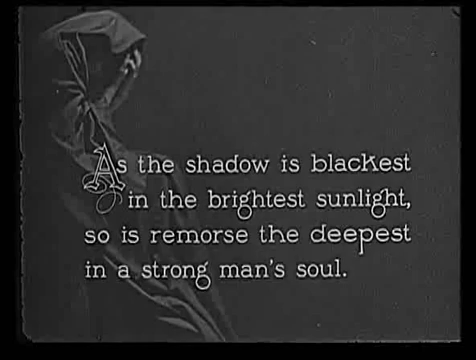 As the shadow is blackest
in the brightest sunlight,
so is remorse the deepest
in a strong man's soul.